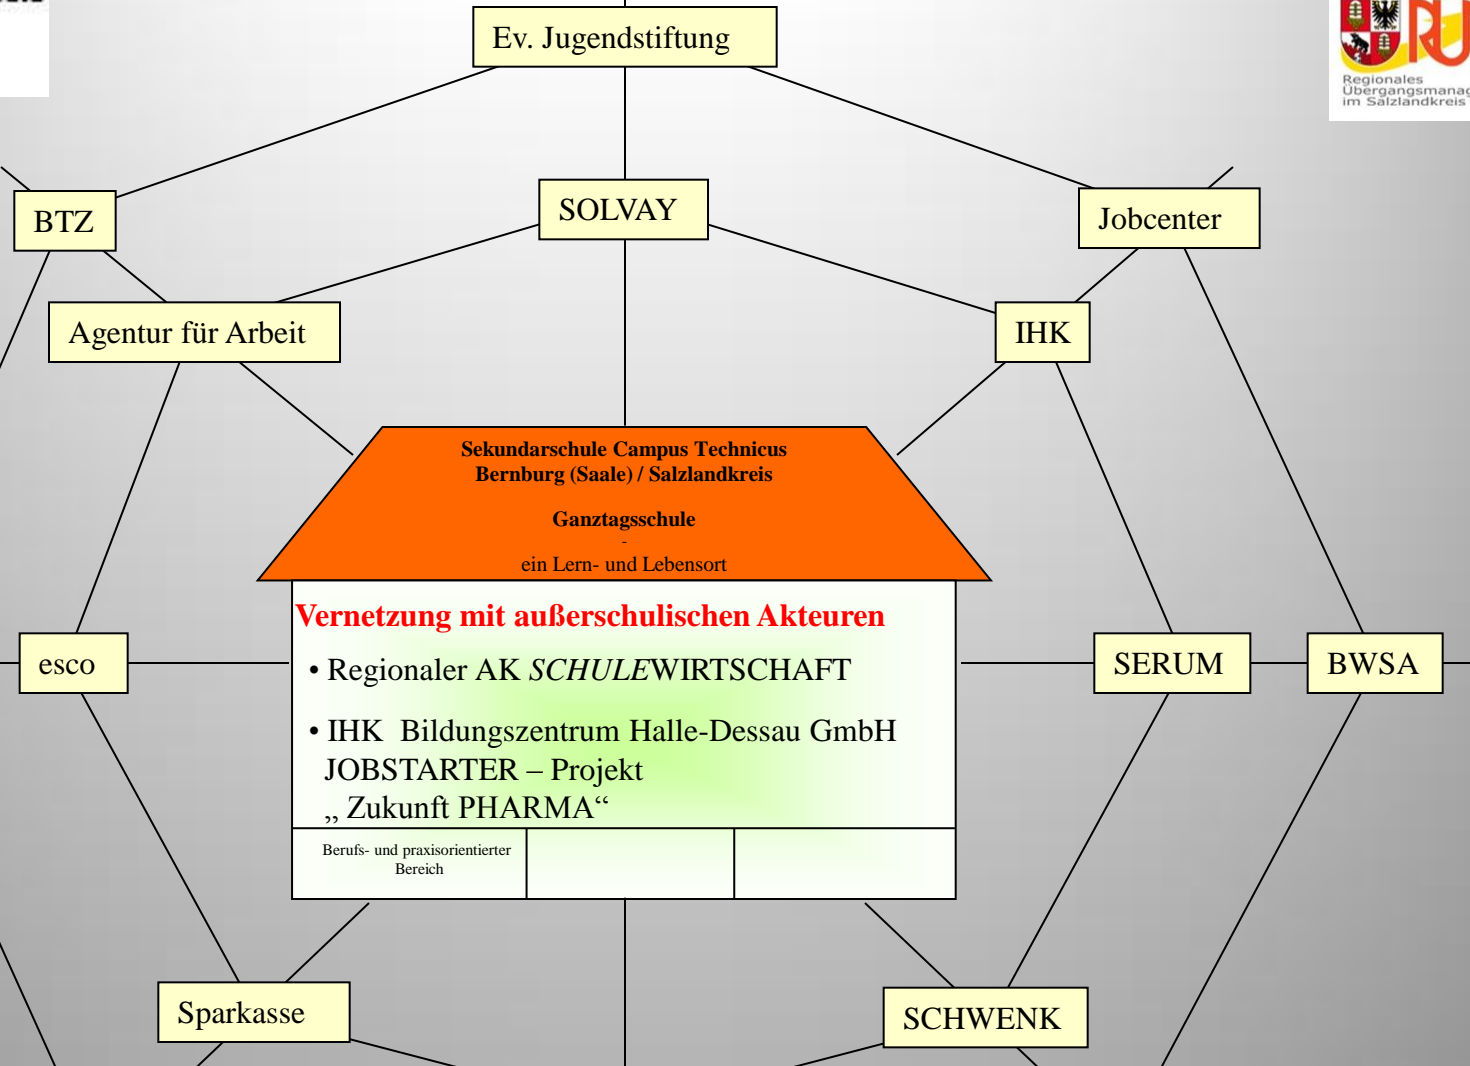 Ev. Jugendstiftung
Regionales
im Salzlandkreis
BTZ
SOLVAY
Jobcenter
Agentur für Arbeit
IHK
Sekundarschule Campus Technicus
Bernburg (Saale) / Salzlandkreis
Ganztagsschule
-
ein Lern- und Lebensort
Vernetzung mit außerschulischen Akteuren
• Regionaler AK SCHULEWIRTSCHAFT
• IHK Bildungszentrum Halle-Dessau GmbH
JOBSTARTER – Projekt
„ Zukunft PHARMA“
esco
SERUM
BWSA
Berufs- und praxisorientierter
Bereich
Sparkasse
SCHWENK